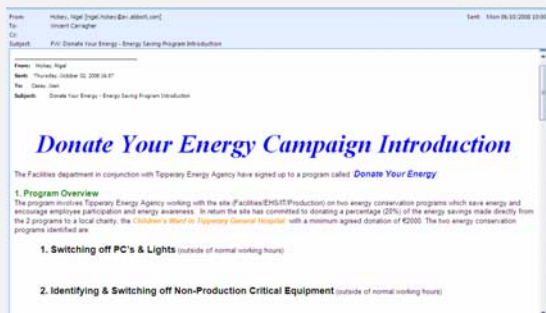 From: Hickey, Nigel [nigel.hickey@av.abbott.com] Sent: Mon 06/10/2008 10:00
To: Vincent Carragher
Cc:
Subject: FW: Donate Your Energy - Energy Saving Program Introduction
From: Hickey, Nigel
Sent: Thursday, October 02, 2008 16:07
To: Casey, Joan
Subject: Donate Your Energy - Energy Saving Program Introduction
Donate Your Energy Campaign Introduction
The Facilities department in conjunction with Tipperary Energy Agency have signed up to a program called Donate Your Energy
1. Program Overview
The program involves Tipperary Energy Agency working with the site (Facilities/EHS/IT/Production) on two energy conservation programs which save energy and
encourage employee participation and energy awareness. In return the site has committed to donating a percentage (20%) of the energy savings made directly from
the 2 programs to a local charity, the Children's Ward in Tipperary General Hospital with a minimum agreed donation of €2000. The two energy conservation
programs identified are
1. Switching off PC's & Lights (outside of normal working hours)
2. Identifying & Switching off Non-Production Critical Equipment (outside of normal working hours)